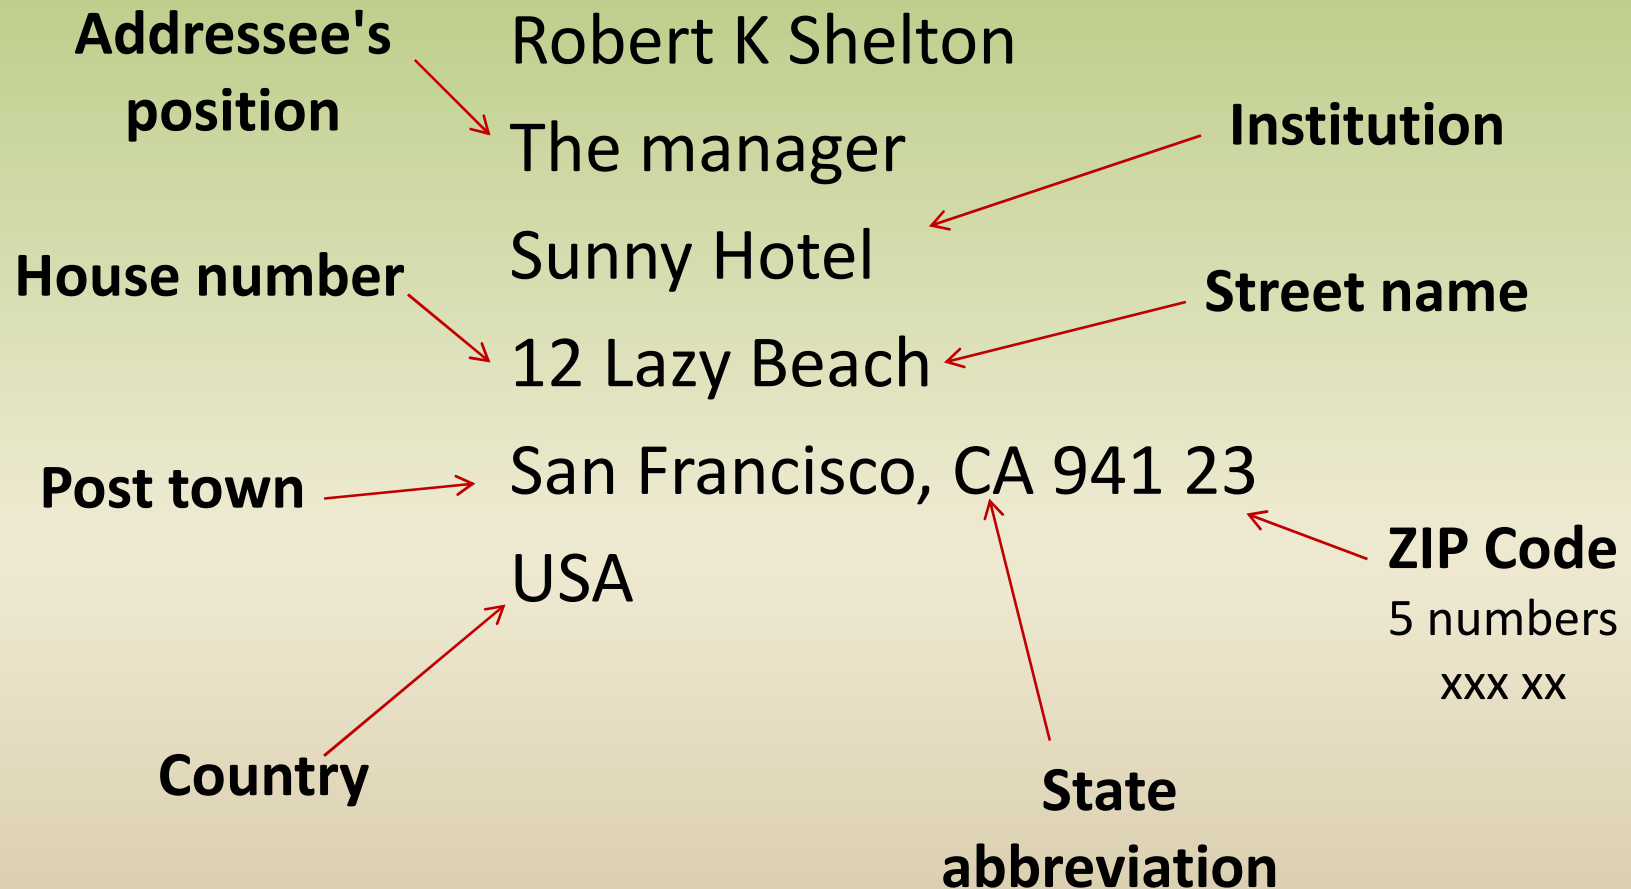 Addressee's
position
Robert K Shelton
The manager
Institution
Sunny Hotel
House number
Street name
12 Lazy Beach
Post town
San Francisco, CA 941 23
ZIP Code
5 numbers
xxx xx
USA
Country
State
abbreviation